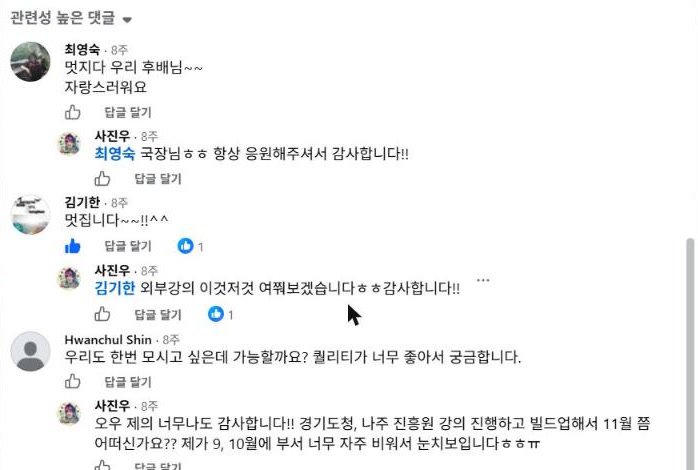 관련성 높은 댓글
최영숙 · 8주
멋지다 우리 후배님~~
자랑스러워요
답글 달기
사진우 · 8주
최영숙 국장님ㅎㅎ 항상 응원해주셔서 감사합니다!!
답글 달기
김기한 · 8주
멋집니다~~!!^^
답글 달기 1
사진우 · 8주
김기한 외부강의 이것저것 여쭤보겠습니다ㅎㅎ감사합니다!!
답글 달기 1
Hwanchul Shin · 8주
우리도 한번 모시고 싶은데 가능할까요? 퀄리티가 너무 좋아서 궁금합니다.
답글 달기
사진우 · 8주
오우 제의 너무나도 감사합니다!! 경기도청, 나주 진흥원 강의 진행하고 빌드업해서 11월 쯤
어떠신가요?? 제가 9, 10월에 부서 너무 자주 비워서 눈치보입니다ㅎㅎㅠ
답글 달기